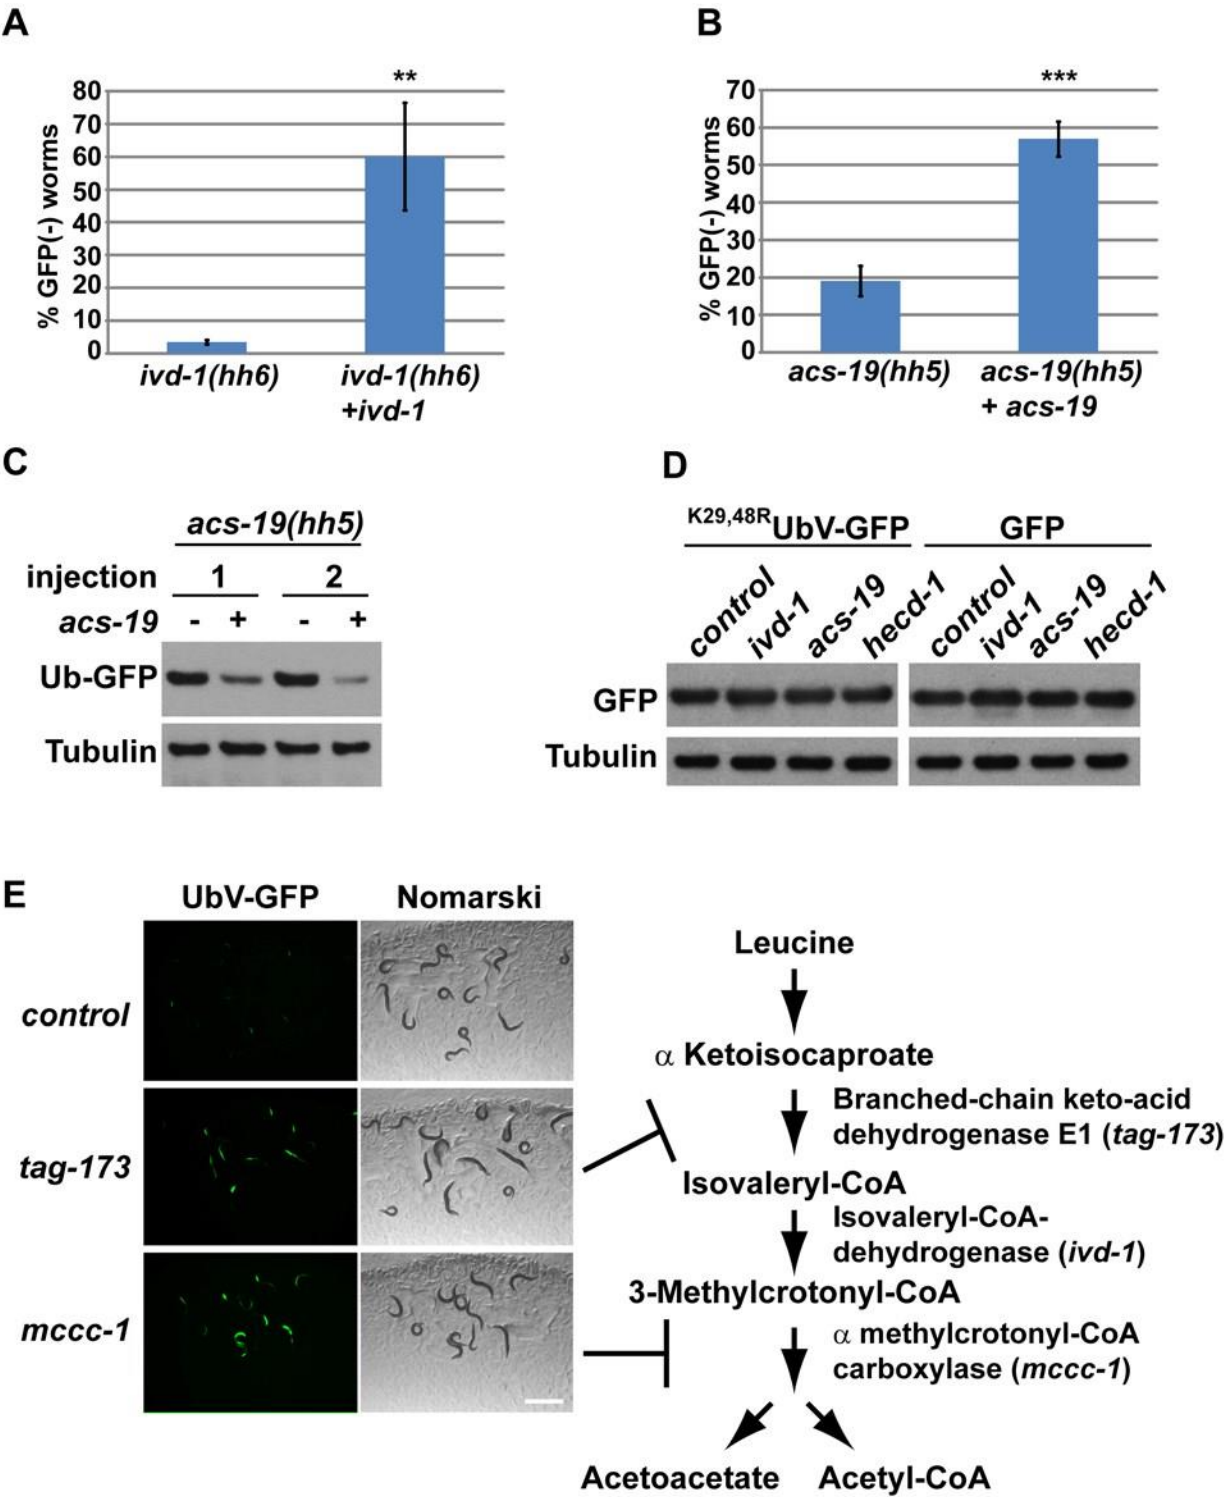 A
**
80
70
60
50
40
30
20
10
0
% GFP(-) worms
ivd-1(hh6)
ivd-1(hh6)
+ivd-1
B
***
70
60
50
40
30
20
10
0
% GFP(-) worms
acs-19(hh5)
acs-19(hh5)
+ acs-19
C
acs-19(hh5)
injection 1 2
acs-19 - + - +
Ub-GFP
Tubulin
D
K29,48RUbV-GFP GFP
control ivd-1 acs-19 hecd-1 control ivd-1 acs-19 hecd-1
GFP
Tubulin
E
UbV-GFP Nomarski
control
tag-173
mccc-1
Leucine
α Ketoisocaproate
Branched-chain keto-acid
dehydrogenase E1 (tag-173)
Isovaleryl-CoA
Isovaleryl-CoA-
dehydrogenase (ivd-1)
3-Methylcrotonyl-CoA
α methylcrotonyl-CoA
carboxylase (mccc-1)
Acetoacetate Acetyl-CoA